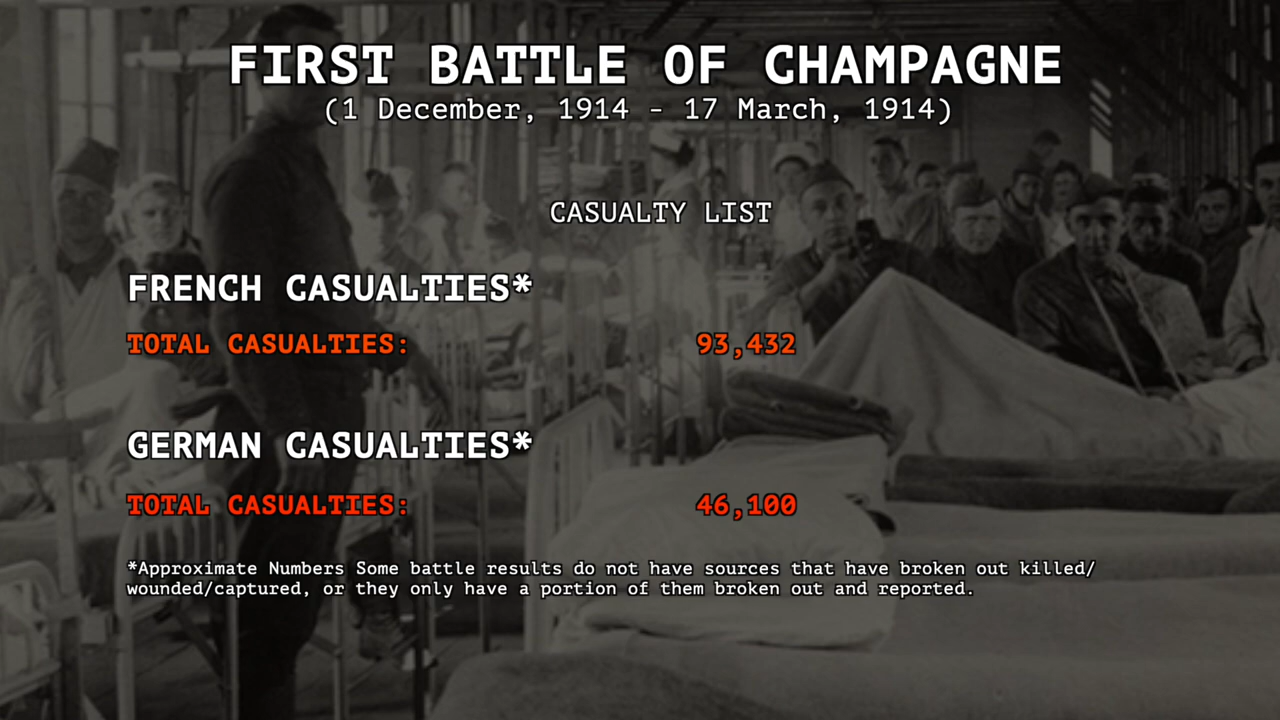 FIRST BATTLE OF CHAMPAGNE
(1 December, 1914 - 17 March, 1914)
CASUALTY LIST
FRENCH CASUALTIES*
TOTAL CASUALTIES: 93,432
GERMAN CASUALTIES*
TOTAL CASUALTIES: 46,100
*Approximate Numbers Some battle results do not have sources that have broken out killed/
wounded/captured, or they only have a portion of them broken out and reported.